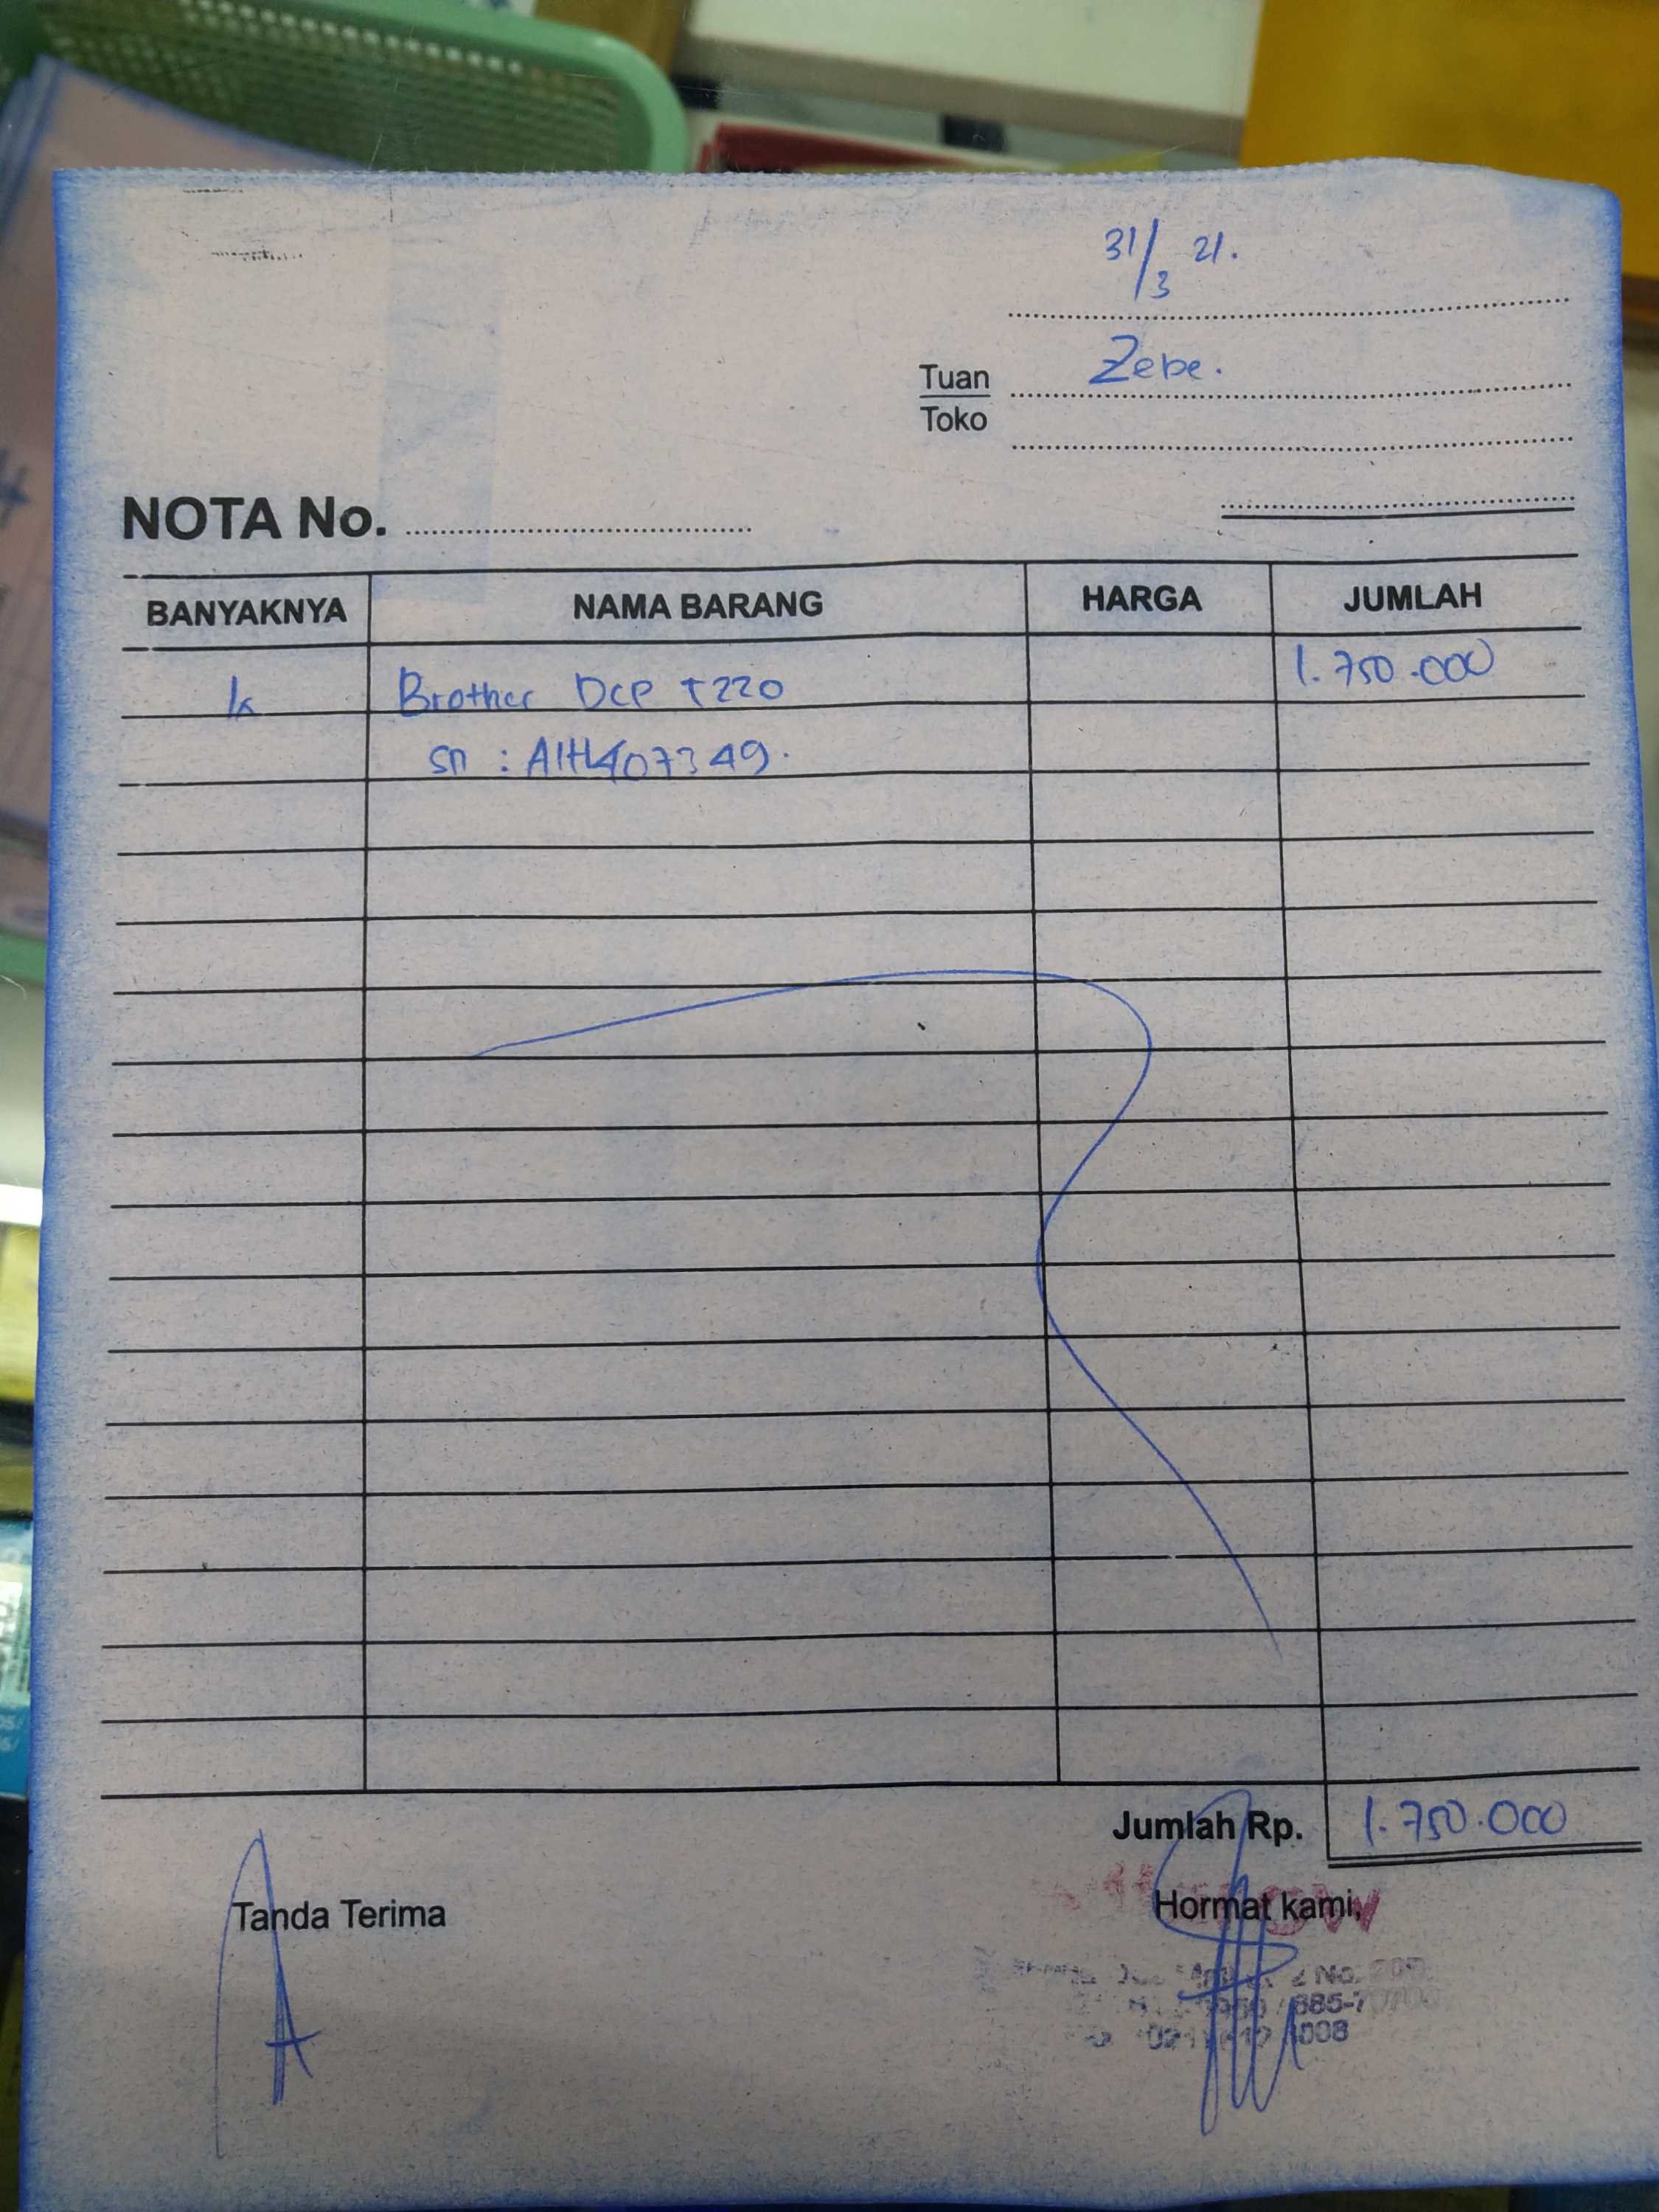 31/3 21.
Tuan Zebe.
Toko
NOTA No.
BANYAKNYA NAMA BARANG HARGA JUMLAH
Brother DCP T220 1.750.000
sn :
Jumlah Rp. 1.750.000
Tanda Terima Hormat kami,
No.